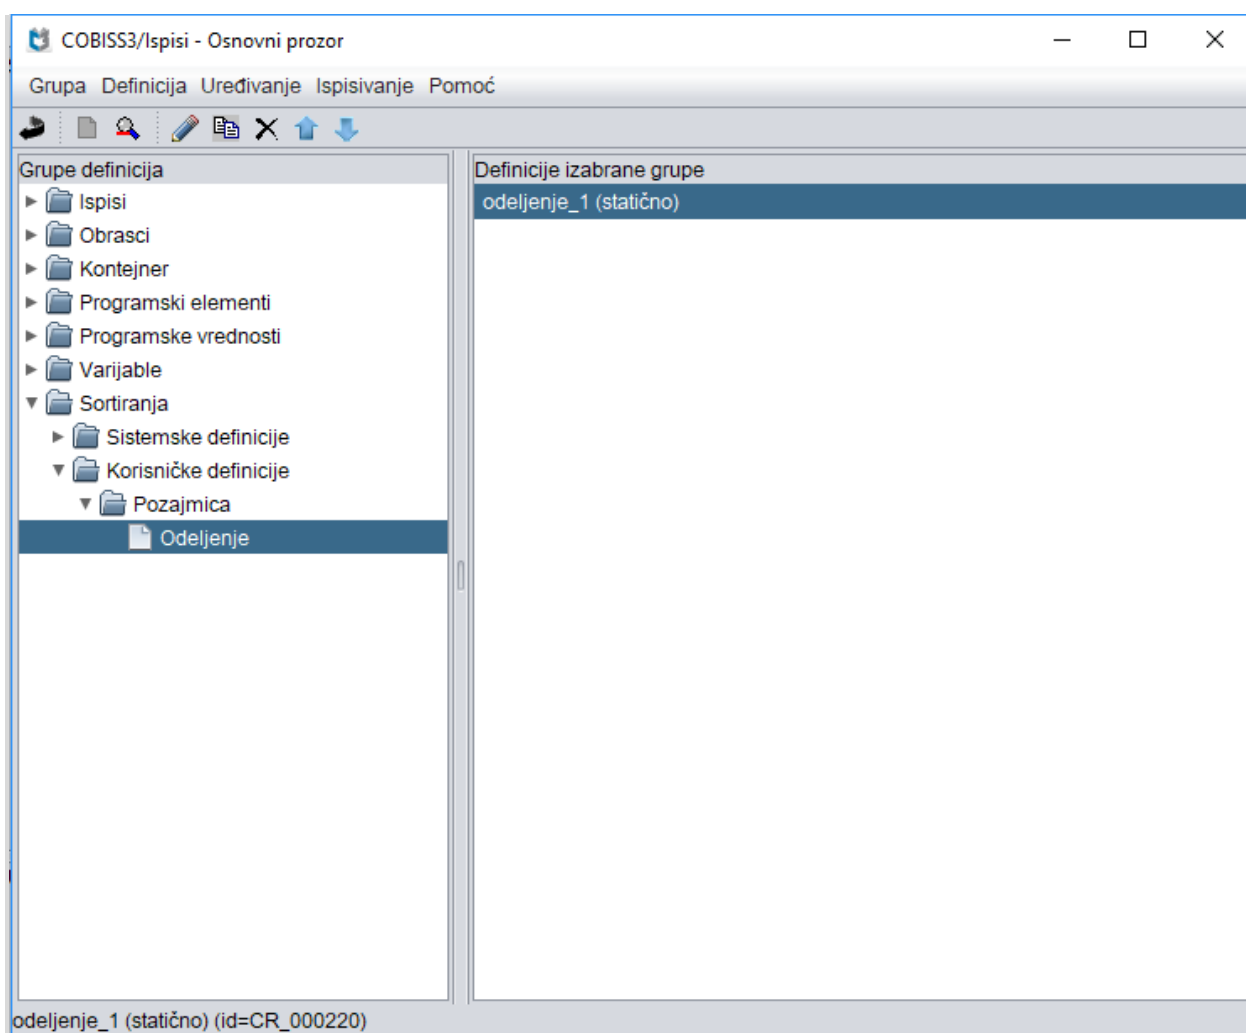 COBISS3/Ispisi - Osnovni prozor
Grupa Definicija Uređivanje Ispisivanje Pomoć
Grupe definicija
Ispisi
Obrasci
Kontejner
Programski elementi
Programske vrednosti
Varijable
Sortiranja
Sistemske definicije
Korisničke definicije
Pozajmica
Odeljenje
Definicije izabrane grupe
odeljenje_1 (statično)
odeljenje_1 (statično) (id=CR_000220)